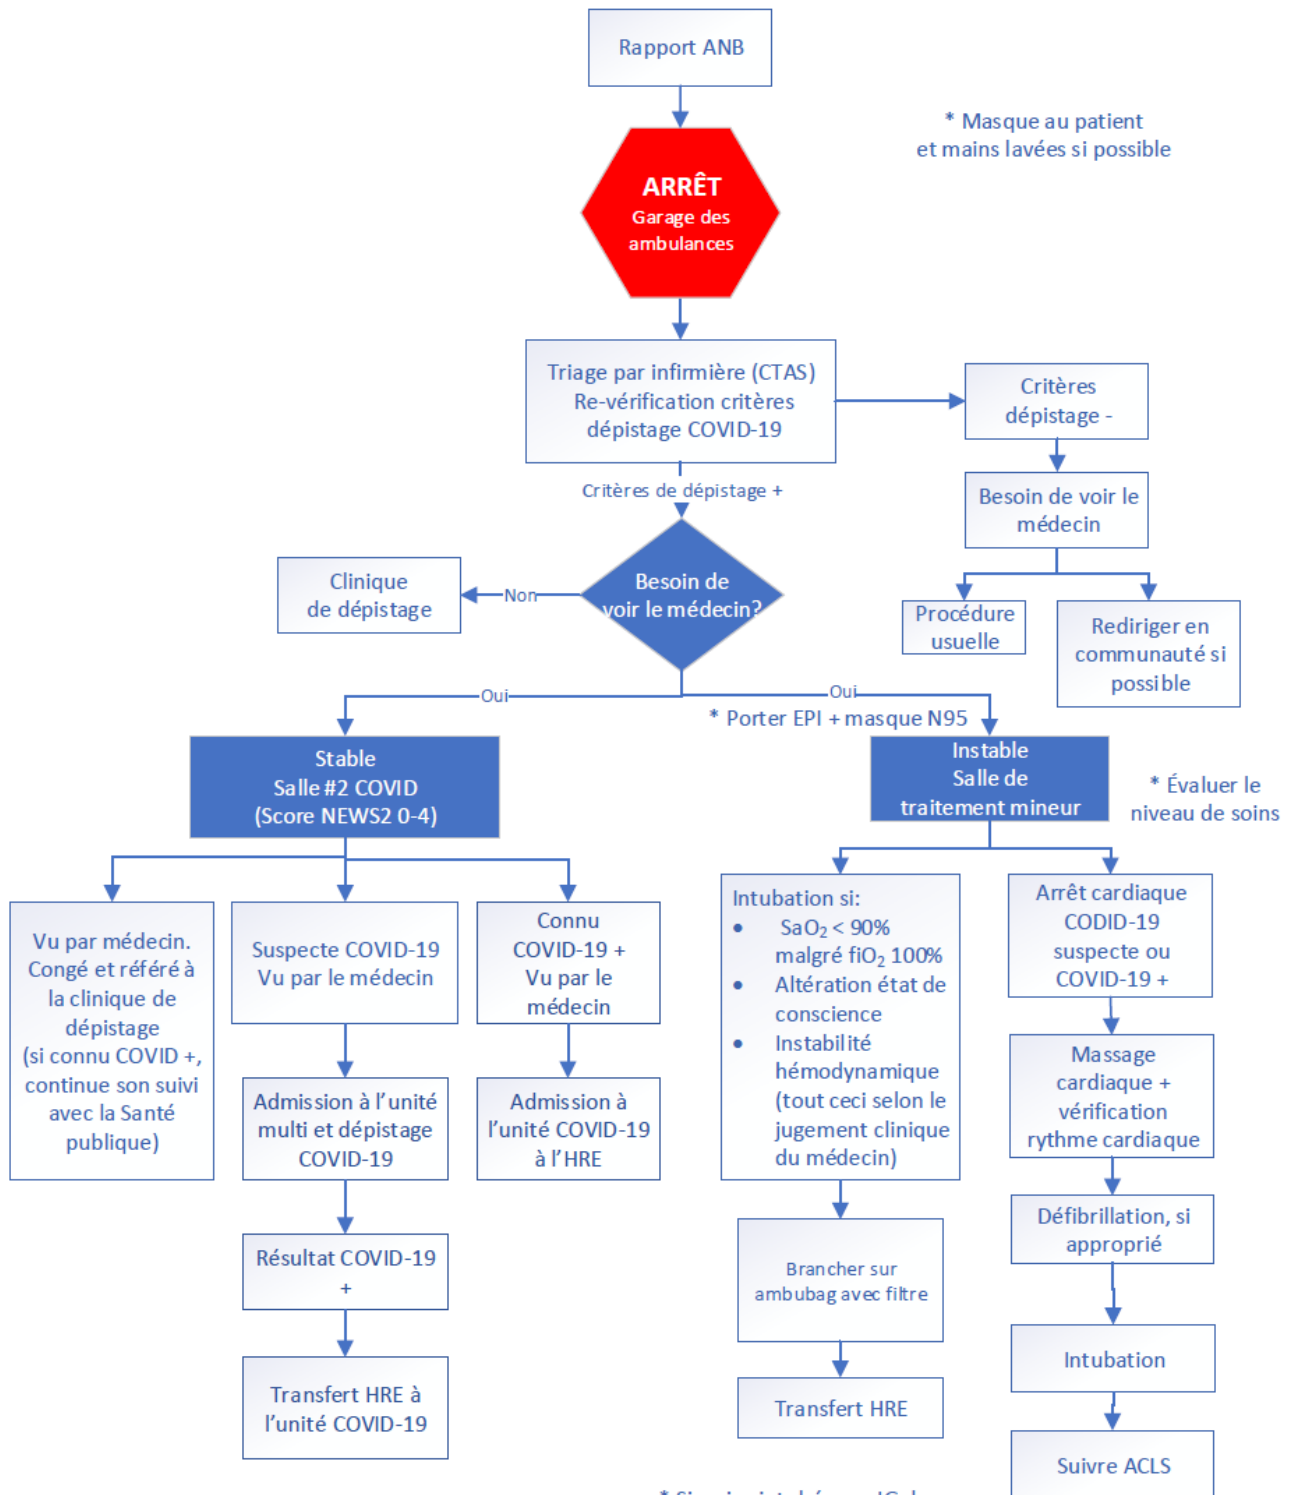 Rapport ANB
* Masque au patient
et mains lavées si possible
ARRÊT
Garage des
ambulances
Triage par infirmière (CTAS)
Re-vérification critères
dépistage COVID-19
Critères
dépistage -
Critères de dépistage +
Besoin de voir le
médecin
Clinique
de dépistage
Non
Besoin de
voir le médecin?
Procédure
usuelle
Rediriger en
communauté si
possible
Oui
Oui
* Porter EPI + masque N95
Stable
Salle #2 COVID
(Score NEWS2 0-4)
Instable
Salle de
traitement mineur
* Évaluer le
niveau de soins
Vu par médecin.
Congé et référé à
la clinique de
dépistage
(si connu COVID +,
continue son suivi
avec la Santé
publique)
Suspecte COVID-19
Vu par le médecin
Connu
COVID-19 +
Vu par le
médecin
Intubation si:
• SaO₂ < 90%
malgré fiO₂ 100%
• Altération état de
conscience
• Instabilité
hémodynamique
(tout ceci selon le
jugement clinique
du médecin)
Arrêt cardiaque
CODID-19
suspecte ou
COVID-19 +
Massage
cardiaque +
vérification
rythme cardiaque
Admission à l'unité
multi et dépistage
COVID-19
Admission à
l'unité COVID-19
à l'HRE
Défibrillation, si
approprié
Résultat COVID-19
+
Brancher sur
ambubag avec filtre
Intubation
Transfert HRE à
l'unité COVID-19
Transfert HRE
Suivre ACLS